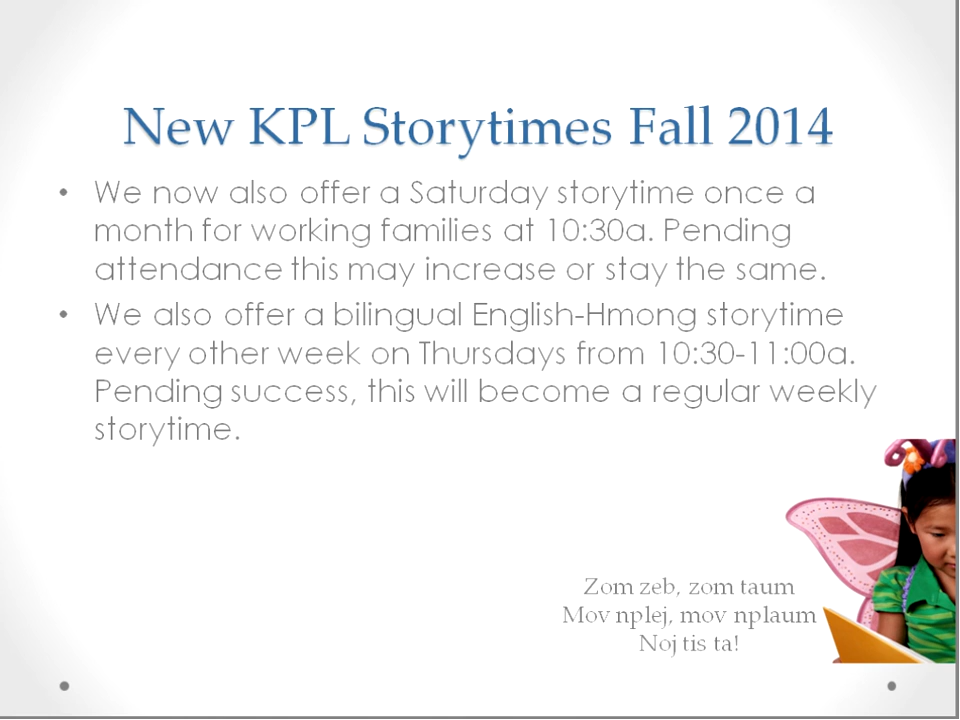 New KPL Storytimes Fall 2014
• We now also offer a Saturday storytime once a
month for working families at 10:30a. Pending
attendance this may increase or stay the same.
• We also offer a bilingual English-Hmong storytime
every other week on Thursdays from 10:30-11:00a.
Pending success, this will become a regular weekly
storytime.
Zom zeb, zom taum
Mov nplej, mov nplaum
Noj tis ta!